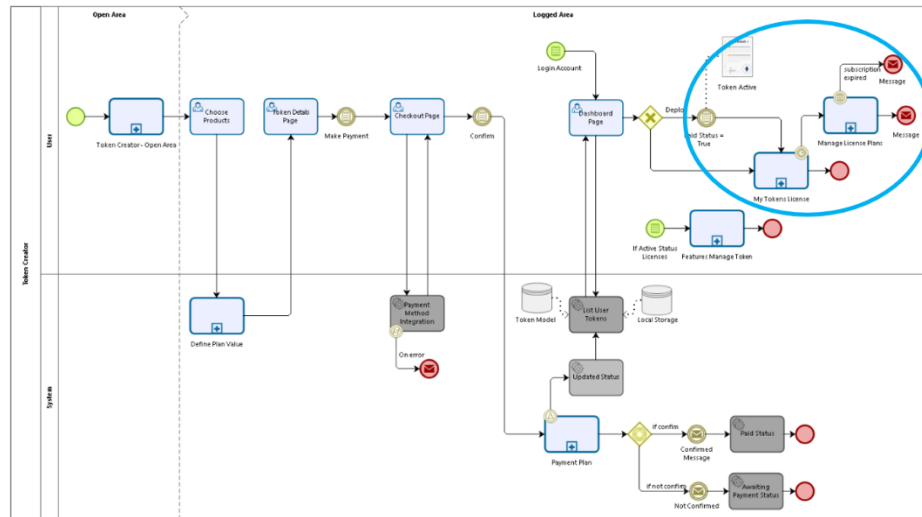 Open Area
Logged Area
Token Creator
User
System
Token Creator - Open Area
Choose
Products
Token Details
Page
Make Payment
Checkout Page
Confirm
Login Account
Dashboard
Page
Deploy
Token Active
Paid Status =
True
My Tokens License
subscription
expired
Message
Manage License Plans
Message
If Active Status
Licenses
Features Manage Token
Define Plan Value
Payment
Method
Integration
On error
Token Model
List User
Tokens
Local Storage
Updated Status
Payment Plan
if confirm
Confirmed
Message
Paid Status
if not confirm
Not Confirmed
Awaiting
Payment Status